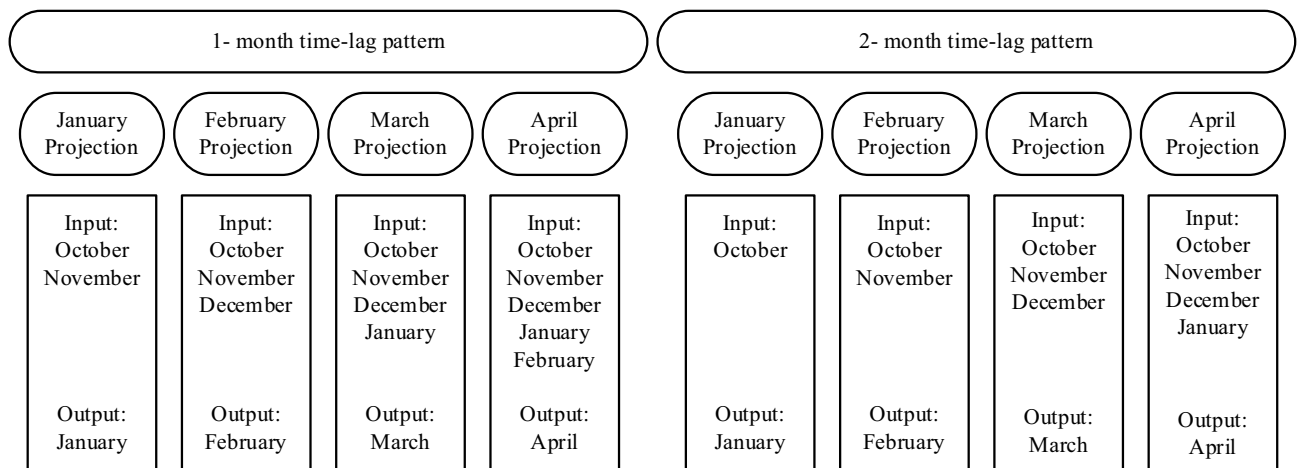 1- month time-lag pattern
2- month time-lag pattern
January
Projection
February
Projection
March
Projection
April
Projection
January
Projection
February
Projection
March
Projection
April
Projection
Input:
October
November
Output:
January
Input:
October
November
December
Output:
February
Input:
October
November
December
January
Output:
March
Input:
October
November
December
January
February
Output:
April
Input:
October
Output:
January
Input:
October
November
Output:
February
Input:
October
November
December
Output:
March
Input:
October
November
December
January
Output:
April